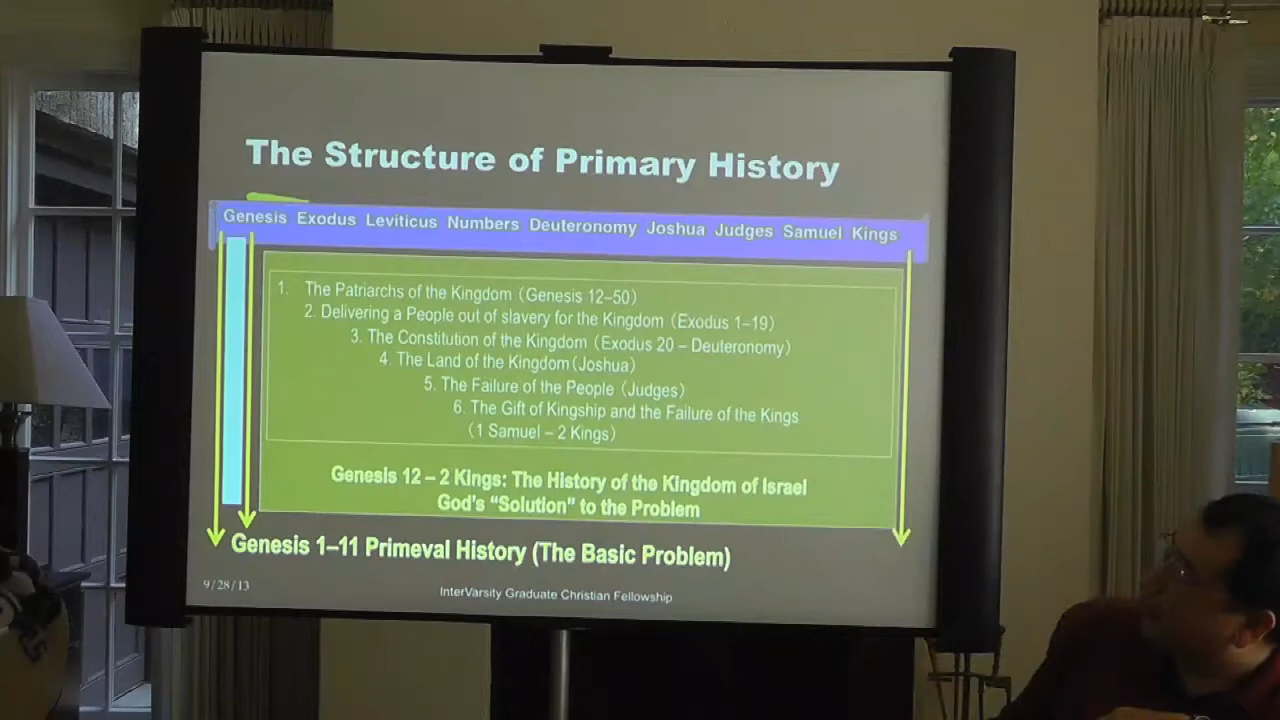 The Structure of Primary History
Genesis Exodus Leviticus Numbers Deuteronomy Joshua Judges Samuel Kings
1. The Patriarchs of the Kingdom (Genesis 12–50)
2. Delivering a People out of slavery for the Kingdom (Exodus 1–19)
3. The Constitution of the Kingdom (Exodus 20 – Deuteronomy)
4. The Land of the Kingdom (Joshua)
5. The Failure of the People (Judges)
6. The Gift of Kingship and the Failure of the Kings
(1 Samuel – 2 Kings)
Genesis 12 – 2 Kings: The History of the Kingdom of Israel
God's “Solution” to the Problem
Genesis 1–11 Primeval History (The Basic Problem)
9/28/13
InterVarsity Graduate Christian Fellowship